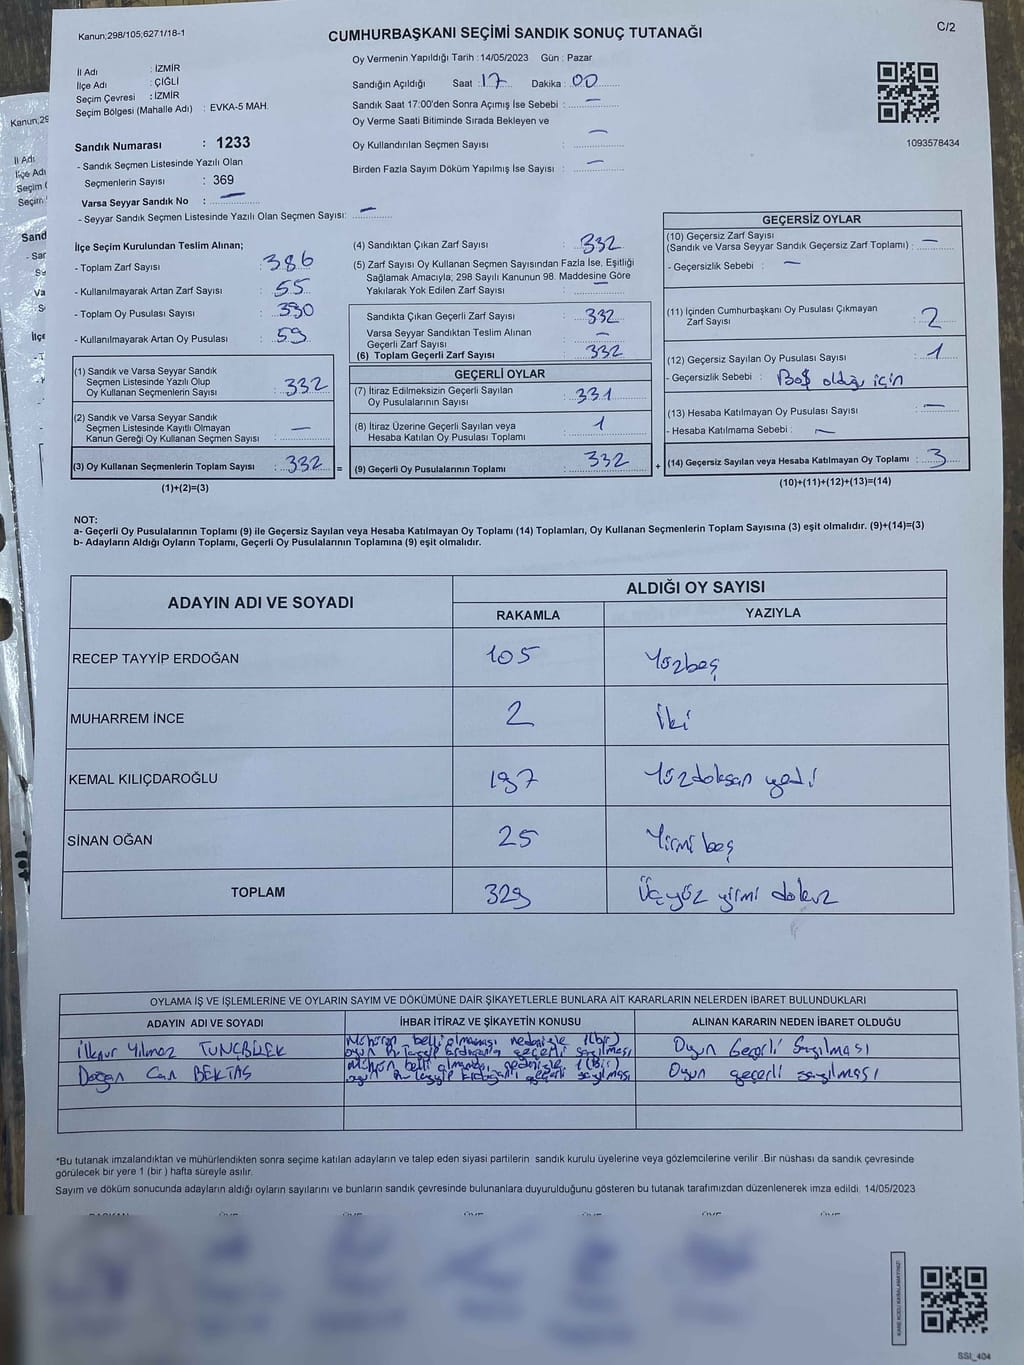 Kanun;298/105;6271/18-1
CUMHURBAŞKANI SEÇİMİ SANDIK SONUÇ TUTANAĞI
C/2
İl Adı : İZMİR
İlçe Adı : ÇİĞLİ
Seçim Çevresi : İZMİR
Seçim Bölgesi (Mahalle Adı) : EVKA-5 MAH.
Sandık Numarası : 1233
- Sandık Seçmen Listesinde Yazılı Olan
Seçmenlerin Sayısı : 369
Varsa Seyyar Sandık No : —
- Seyyar Sandık Seçmen Listesinde Yazılı Olan Seçmen Sayısı: —
Oy Vermenin Yapıldığı Tarih : 14/05/2023 Gün : Pazar
Sandığın Açıldığı Saat : 17 Dakika : 00
Sandık Saat 17:00'den Sonra Açımış İse Sebebi : —
Oy Verme Saati Bitiminde Sırada Bekleyen ve
Oy Kullandırılan Seçmen Sayısı : —
Birden Fazla Sayım Döküm Yapılmış İse Sayısı : —
1093578434
İlçe Seçim Kurulundan Teslim Alınan;
- Toplam Zarf Sayısı : 386
- Kullanılmayarak Artan Zarf Sayısı : 55
- Toplam Oy Pusulası Sayısı :
- Kullanılmayarak Artan Oy Pusulası : 59
(1) Sandık ve Varsa Seyyar Sandık
Seçmen Listesinde Yazılı Olup
Oy Kullanan Seçmenlerin Sayısı : 332
(2) Sandık ve Varsa Seyyar Sandık
Seçmen Listesinde Kayıtlı Olmayan
Kanun Gereği Oy Kullanan Seçmen Sayısı : —
(3) Oy Kullanan Seçmenlerin Toplam Sayısı : 332 =
(1)+(2)=(3)
(4) Sandıktan Çıkan Zarf Sayısı : 332
(5) Zarf Sayısı Oy Kullanan Seçmen Sayısından Fazla İse, Eşitliği
Sağlamak Amacıyla; 298 Sayılı Kanunun 98. Maddesine Göre
Yakılarak Yok Edilen Zarf Sayısı : —
Sandıkta Çıkan Geçerli Zarf Sayısı : 332
Varsa Seyyar Sandıktan Teslim Alınan
Geçerli Zarf Sayısı : —
(6) Toplam Geçerli Zarf Sayısı : 332
GEÇERLİ OYLAR
(7) İtiraz Edilmeksizin Geçerli Sayılan
Oy Pusulalarının Sayısı : 331
(8) İtiraz Üzerine Geçerli Sayılan veya
Hesaba Katılan Oy Pusulası Toplamı : 1
(9) Geçerli Oy Pusulalarının Toplamı : 332 +
GEÇERSİZ OYLAR
(10) Geçersiz Zarf Sayısı
(Sandık ve Varsa Seyyar Sandık Geçersiz Zarf Toplamı) : —
- Geçersizlik Sebebi : —
(11) İçinden Cumhurbaşkanı Oy Pusulası Çıkmayan
Zarf Sayısı : 2
(12) Geçersiz Sayılan Oy Pusulası Sayısı : 1
- Geçersizlik Sebebi : Boş olduğu için
(13) Hesaba Katılmayan Oy Pusulası Sayısı : —
- Hesaba Katılmama Sebebi : —
(14) Geçersiz Sayılan veya Hesaba Katılmayan Oy Toplamı : 3
(10)+(11)+(12)+(13)=(14)
NOT:
a- Geçerli Oy Pusulalarının Toplamı (9) ile Geçersiz Sayılan veya Hesaba Katılmayan Oy Toplamı (14) Toplamları, Oy Kullanan Seçmenlerin Toplam Sayısına (3) eşit olmalıdır. (9)+(14)=(3)
b- Adayların Aldığı Oyların Toplamı, Geçerli Oy Pusulalarının Toplamına (9) eşit olmalıdır.
ADAYIN ADI VE SOYADI
ALDIĞI OY SAYISI
RAKAMLA YAZIYLA
RECEP TAYYİP ERDOĞAN 105 Yüzbeş
MUHARREM İNCE 2 İki
KEMAL KILIÇDAROĞLU 197 Yüzdoksan yedi
SİNAN OĞAN 25 Yirmi beş
TOPLAM 329 Üçyüz yirmi dokuz
OYLAMA İŞ VE İŞLEMLERİNE VE OYLARIN SAYIM VE DÖKÜMÜNE DAİR ŞİKAYETLERLE BUNLARA AİT KARARLARIN NELERDEN İBARET BULUNDUKLARI
ADAYIN ADI VE SOYADI İHBAR İTİRAZ VE ŞİKAYETİN KONUSU ALINAN KARARIN NEDEN İBARET OLDUĞU
İlknur Yılmaz TUNCBİLEK
Mührün belli olmaması nedeniyle 1(bir)
oyun R. Tayyip Erdoğanın geçerli sayılması
Oyun Geçerli Sayılması
Doğan Can BEKTAŞ
Mührün belli olmaması nedeniyle 1(Bir)
oyun R. Tayyip Erdoğanı geçerli sayılması
Oyun geçerli sayılması
*Bu tutanak imzalandıktan ve mühürlendikten sonra seçime katılan adayların ve talep eden siyasi partilerin sandık kurulu üyelerine veya gözlemcilerine verilir .Bir nüshası da sandık çevresinde
görülecek bir yere 1 (bir ) hafta süreyle asılır.
Sayım ve döküm sonucunda adayların aldığı oyların sayılarını ve bunların sandık çevresinde bulunanlara duyurulduğunu gösteren bu tutanak tarafımızdan düzenlenerek imza edildi. 14/05/2023
SSI_404